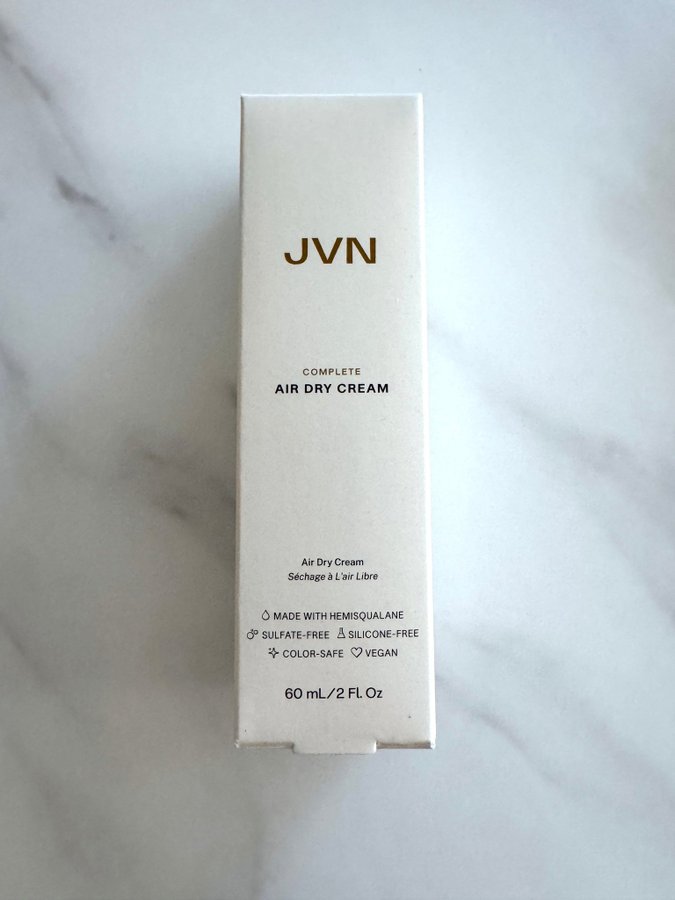 JVN
COMPLETE
AIR DRY CREAM
Air Dry Cream
Séchage à L'air Libre
MADE WITH HEMISQUALANE
SULFATE-FREE SILICONE-FREE
COLOR-SAFE VEGAN
60 mL/2 Fl. Oz